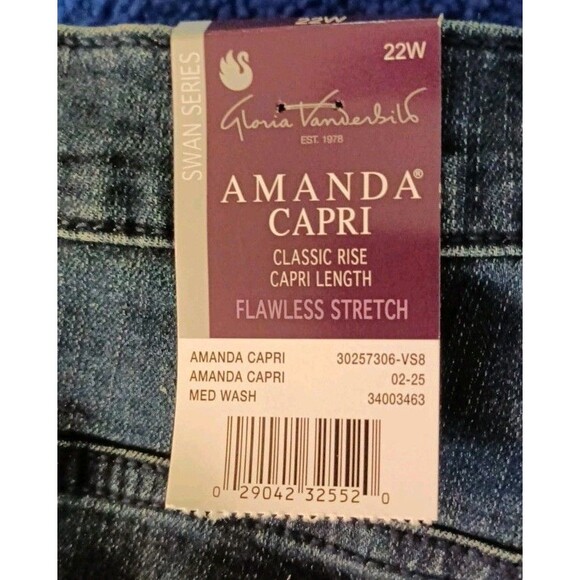 22W
22W
SWAN SERIES
Gloria Vanderbilt
EST. 1978
AMANDA®
CAPRI
CLASSIC RISE
CAPRI LENGTH
FLAWLESS STRETCH
AMANDA CAPRI 30257306-VS8
AMANDA CAPRI 02-25
MED WASH 34003463
0 29042 32552 0